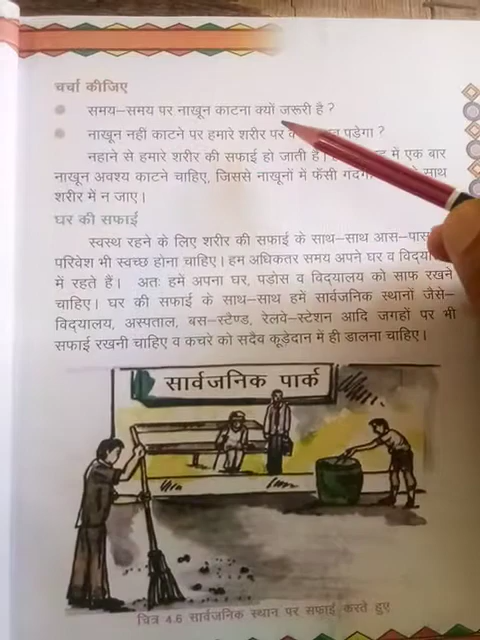 चर्चा कीजिए
समय–समय पर नाखून काटना क्यों जरूरी है ?
नाखून नहीं काटने पर हमारे शरीर पर पड़ेगा ?
नहाने से हमारे शरीर की सफाई हो जाती है। में एक बार
नाखून अवश्य काटने चाहिए, जिससे नाखूनों में फँसी साथ
शरीर में न जाए।
घर की सफाई
स्वस्थ रहने के लिए शरीर की सफाई के साथ–साथ
परिवेश भी स्वच्छ होना चाहिए। हम अधिकतर समय अपने घर व
में रहते हैं। अतः हमें अपना घर, पड़ोस व विद्यालय को साफ रखने
चाहिए। घर की सफाई के साथ–साथ हमें सार्वजनिक स्थानों जैसे–
विद्यालय, अस्पताल, बस–स्टैण्ड, रेलवे–स्टेशन आदि जगहों पर भी
सफाई रखनी चाहिए व कचरे को सदैव कूड़ेदान में ही डालना चाहिए।
सार्वजनिक पार्क
चित्र 4.6 सार्वजनिक स्थान पर सफाई करते हुए